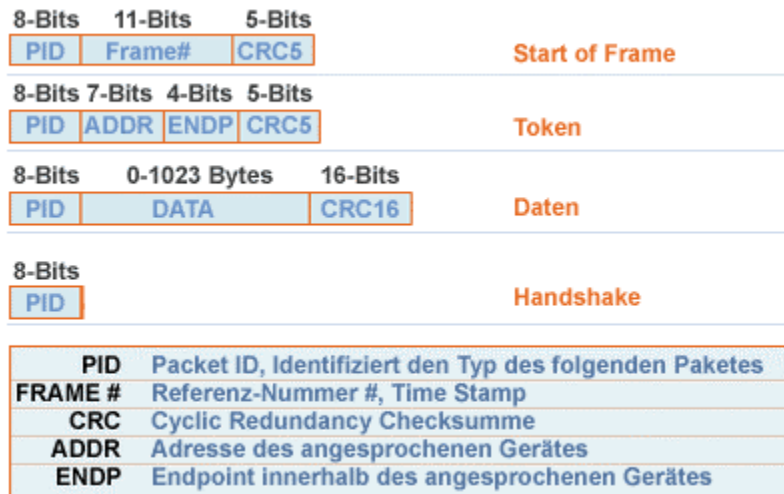 8-Bits 11-Bits 5-Bits
PID Frame# CRC5 Start of Frame
8-Bits 7-Bits 4-Bits 5-Bits
PID ADDR ENDP CRC5 Token
8-Bits 0-1023 Bytes 16-Bits
PID DATA CRC16 Daten
8-Bits
PID Handshake
PID Packet ID, Identifiziert den Typ des folgenden Paketes
FRAME # Referenz-Nummer #, Time Stamp
CRC Cyclic Redundancy Checksumme
ADDR Adresse des angesprochenen Gerätes
ENDP Endpoint innerhalb des angesprochenen Gerätes